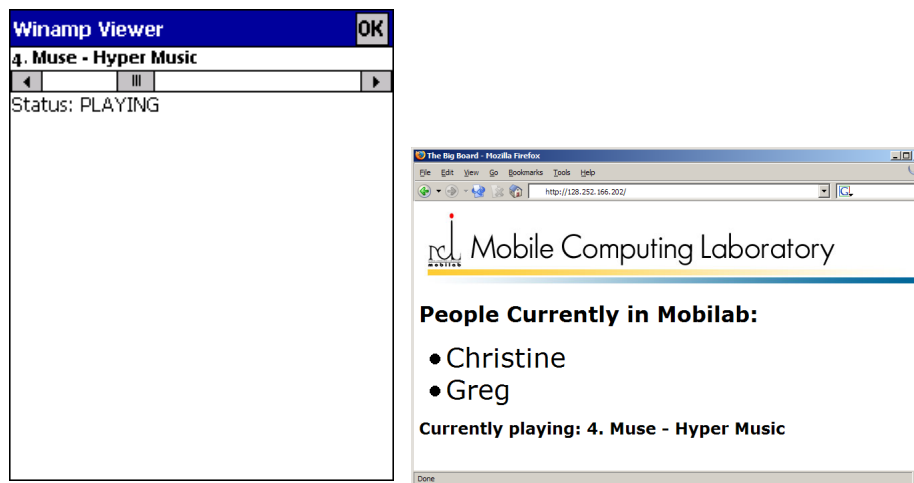 Winamp Viewer OK
4. Muse - Hyper Music
Status: PLAYING
The Big Board - Mozilla Firefox
File Edit View Go Bookmarks Tools Help
http://128.252.166.202/ G
mobilab
Mobile Computing Laboratory
People Currently in Mobilab:
Christine
Greg
Currently playing: 4. Muse - Hyper Music
Done